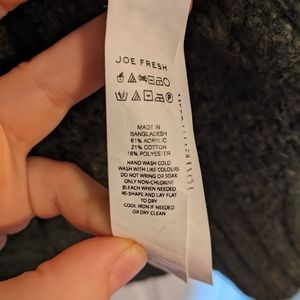 JOE FRESH
MADE IN
BANGLADESH
61% ACRYLIC
21% COTTON
18% POLYESTER
HAND WASH COLD
WASH WITH LIKE COLOURS
DO NOT WRING OR SOAK
ONLY NON-CHLORINE
BLEACH WHEN NEEDED
RE-SHAPE AND LAY FLAT
TO DRY
COOL IRON IF NEEDED
OR DRY CLEAN